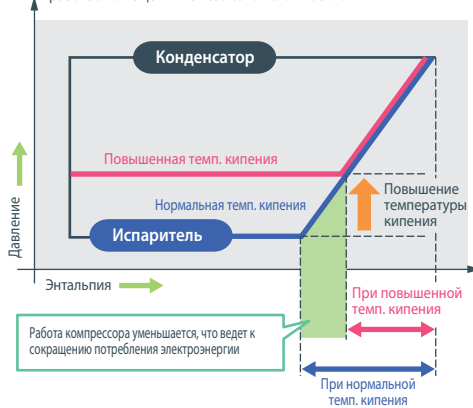 Конденсатор
Повышенная темп. кипения
Нормальная темп. кипения
Испаритель
Повышение
температуры
кипения
Давление
Энтальпия
При повышенной
темп. кипения
Работа компрессора уменьшается, что ведет к
сокращению потребления электроэнергии
При нормальной
темп. кипения